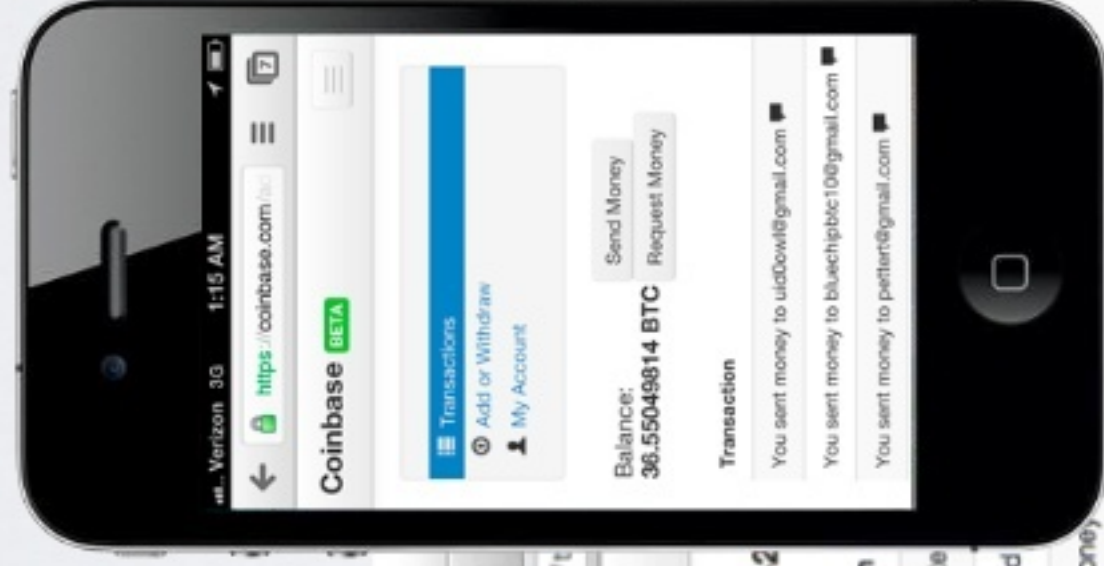 Verizon 3G 1:15 AM
https://coinbase.com/ad
7
Coinbase BETA
Transactions
Add or Withdraw
My Account
Balance:
36.55049814 BTC
Send Money
Request Money
Transaction
You sent money to uid0owl@gmail.com
You sent money to bluechipbtc10@gmail.com
You sent money to pettert@gmail.com